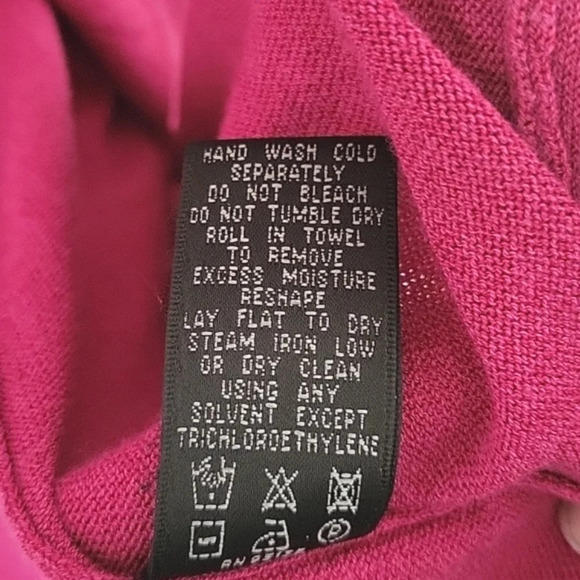 HAND WASH COLD
SEPARATELY
DO NOT BLEACH
DO NOT TUMBLE DRY
ROLL IN TOWEL
TO REMOVE
EXCESS MOISTURE
RESHAPE
LAY FLAT TO DRY
STEAM IRON LOW
OR DRY CLEAN
USING ANY
SOLVENT EXCEPT
TRICHLOROETHYLENE
P